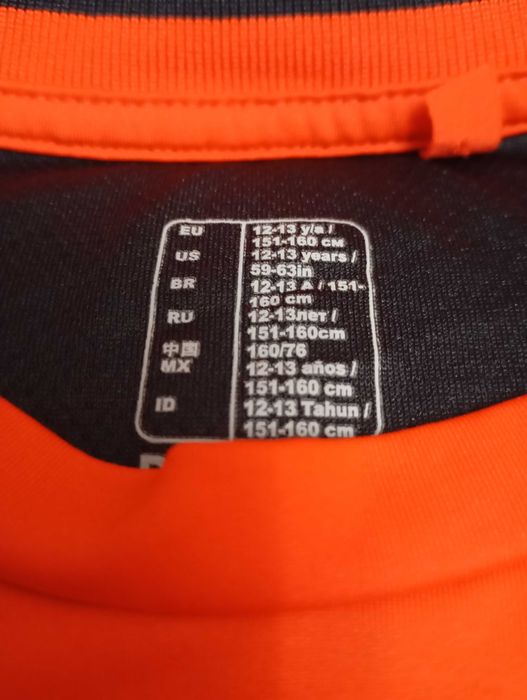 EU 12-13 y/a /
151-160 см
US 12-13 years /
59-63in
BR 12-13 A / 151-
160 cm
RU 12-13лет /
151-160cm
中国 160/76
MX 12-13 años /
151-160 cm
ID 12-13 Tahun /
151-160 cm